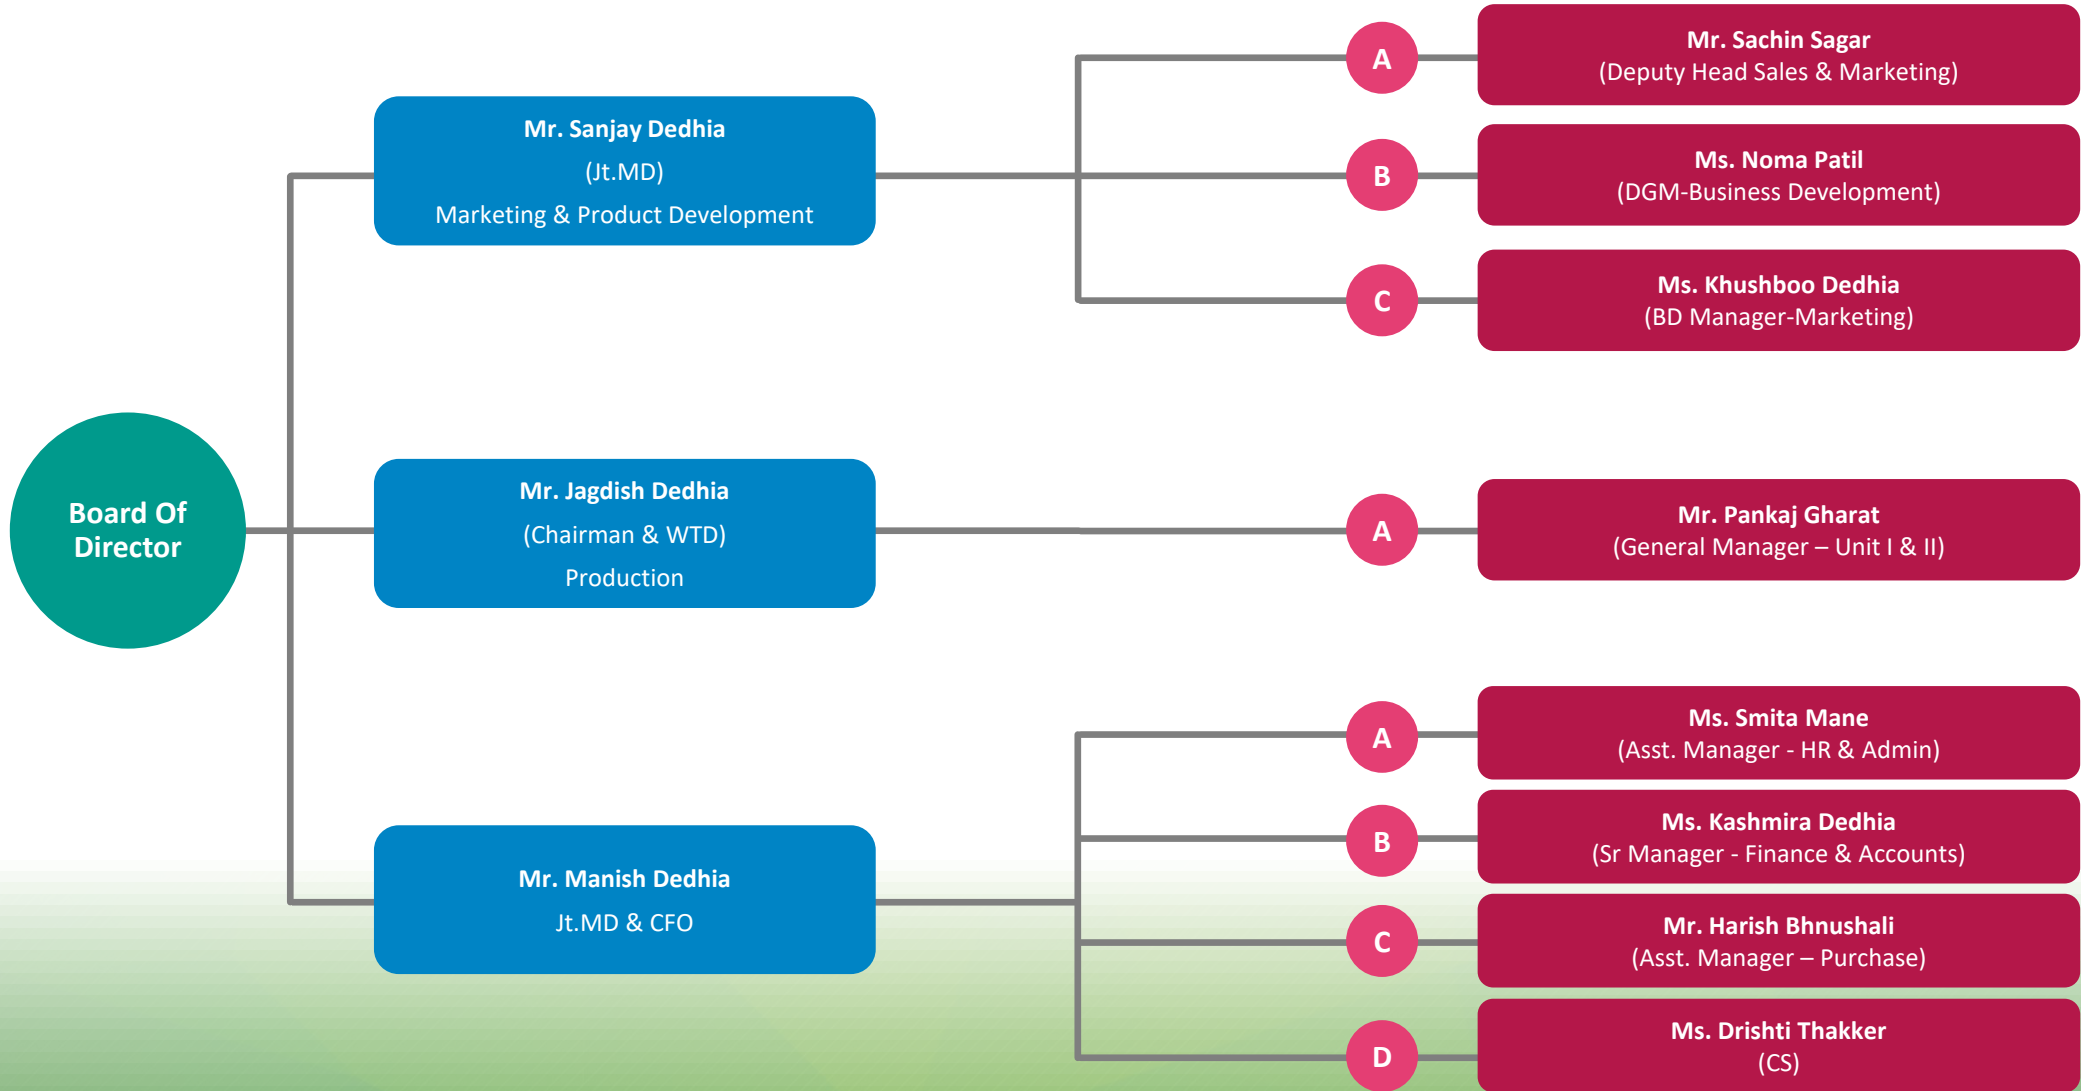 Board Of
Director
Mr. Sanjay Dedhia
(Jt.MD)
Marketing & Product Development
A
Mr. Sachin Sagar
(Deputy Head Sales & Marketing)
B
Ms. Noma Patil
(DGM-Business Development)
C
Ms. Khushboo Dedhia
(BD Manager-Marketing)
Mr. Jagdish Dedhia
(Chairman & WTD)
Production
A
Mr. Pankaj Gharat
(General Manager – Unit I & II)
Mr. Manish Dedhia
Jt.MD & CFO
A
Ms. Smita Mane
(Asst. Manager - HR & Admin)
B
Ms. Kashmira Dedhia
(Sr Manager - Finance & Accounts)
C
Mr. Harish Bhnushali
(Asst. Manager – Purchase)
D
Ms. Drishti Thakker
(CS)